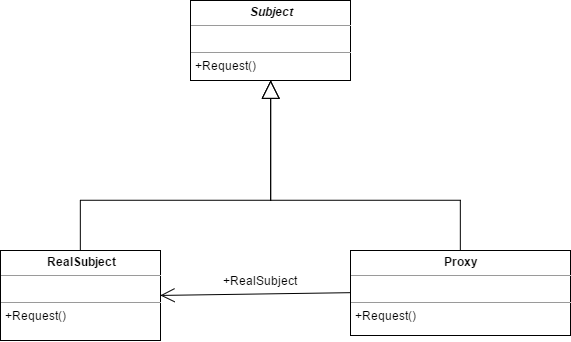 Subject
+Request()
RealSubject
+Request()
+RealSubject
Proxy
+Request()